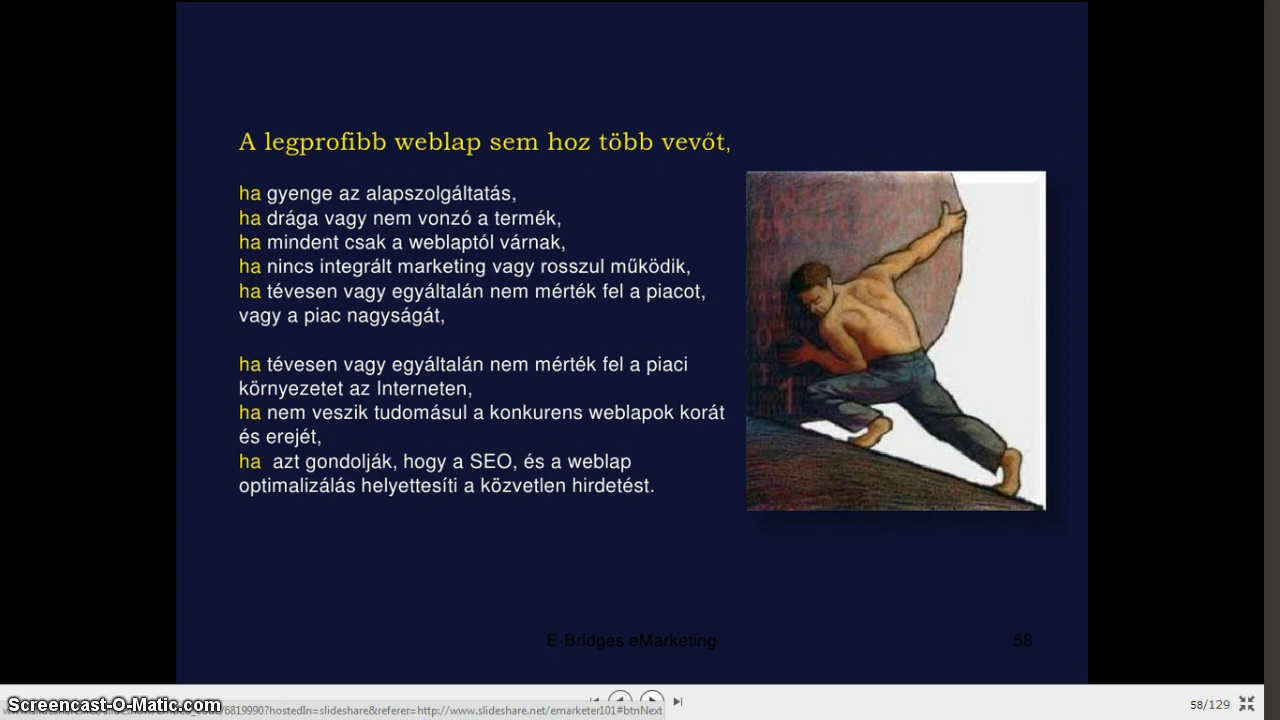 A legprofibb weblap sem hoz több vevőt,
ha gyenge az alapszolgáltatás,
ha drága vagy nem vonzó a termék,
ha mindent csak a weblaptól várnak,
ha nincs integrált marketing vagy rosszul működik,
ha tévesen vagy egyáltalán nem mérték fel a piacot,
vagy a piac nagyságát,
ha tévesen vagy egyáltalán nem mérték fel a piaci
környezetet az Interneten,
ha nem veszik tudomásul a konkurens weblapok korát
és erejét,
ha  azt gondolják, hogy a SEO, és a weblap
optimalizálás helyettesíti a közvetlen hirdetést.
E-Bridges eMarketing
58
58/129
Screencast-O-Matic.com
6819990?hostedIn=slideshare&referer=http://www.slideshare.net/emarketer101#btnNext